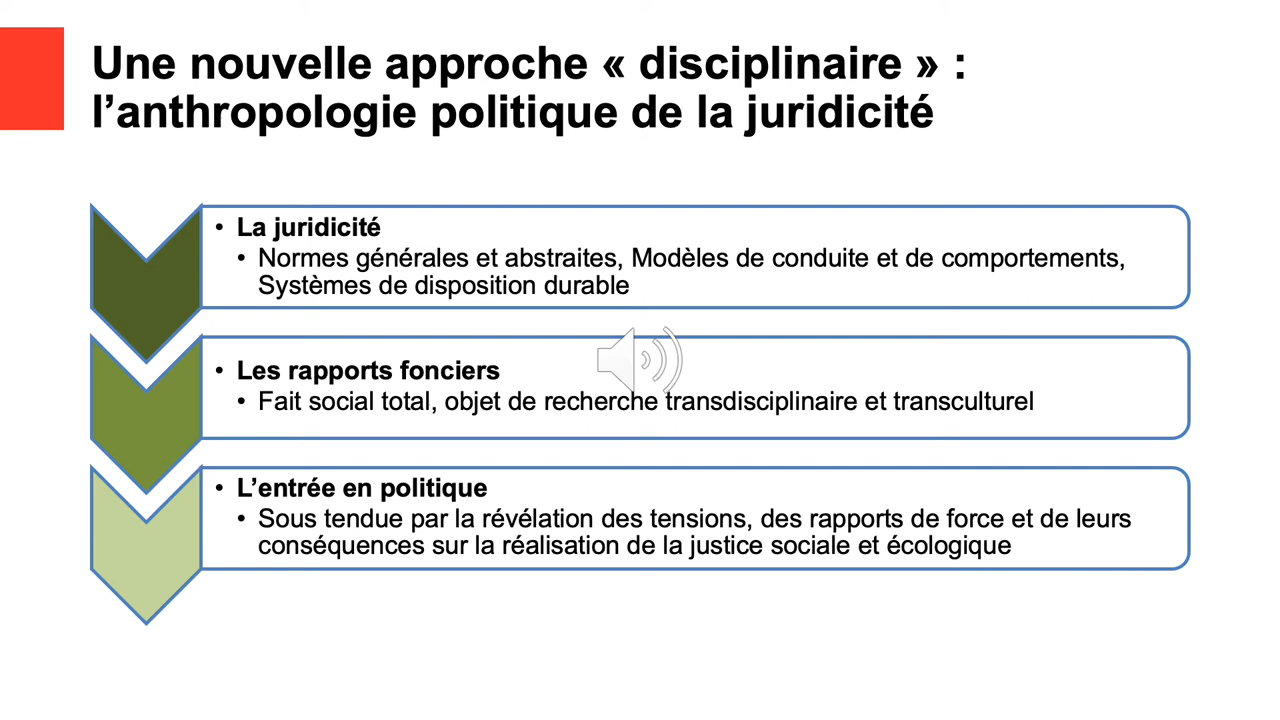 Une nouvelle approche « disciplinaire » :
l’anthropologie politique de la juridicité
• La juridicité
• Normes générales et abstraites, Modèles de conduite et de comportements,
Systèmes de disposition durable
• Les rapports fonciers
• Fait social total, objet de recherche transdisciplinaire et transculturel
• L’entrée en politique
• Sous tendue par la révélation des tensions, des rapports de force et de leurs
conséquences sur la réalisation de la justice sociale et écologique